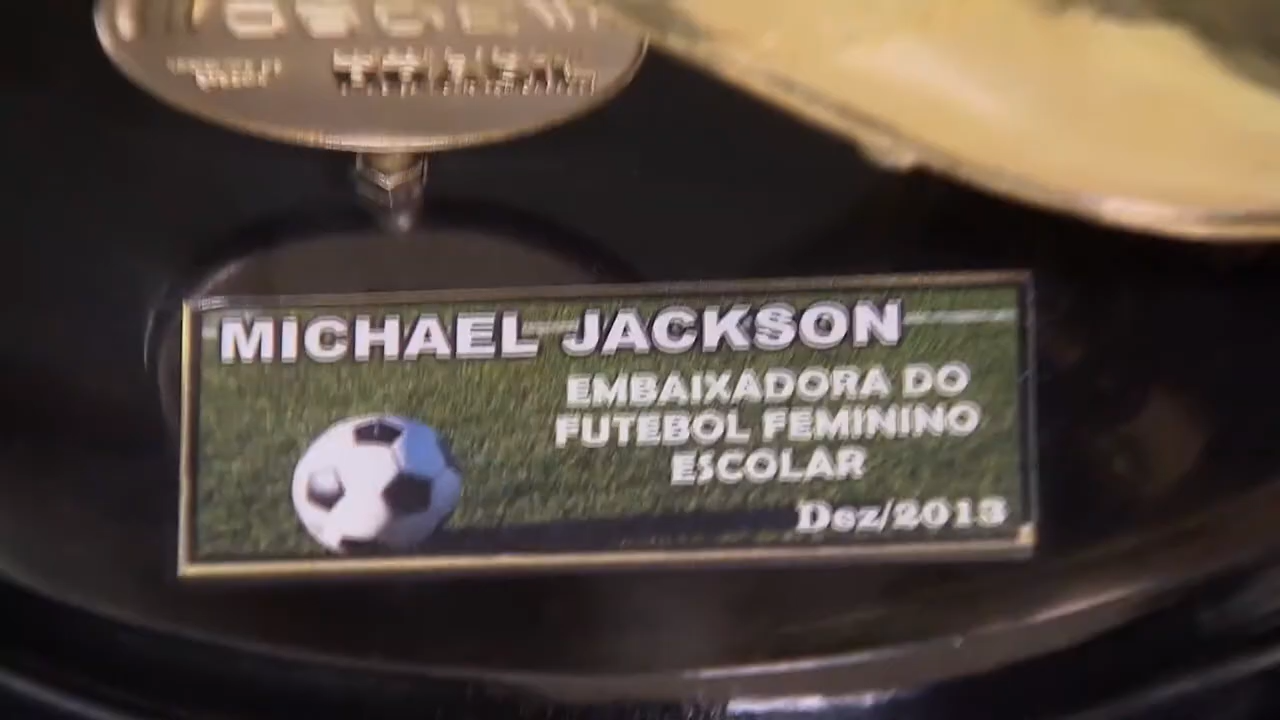 MICHAEL JACKSON
EMBAIXADORA DO
FUTEBOL FEMININO
ESCOLAR
Dez/2013